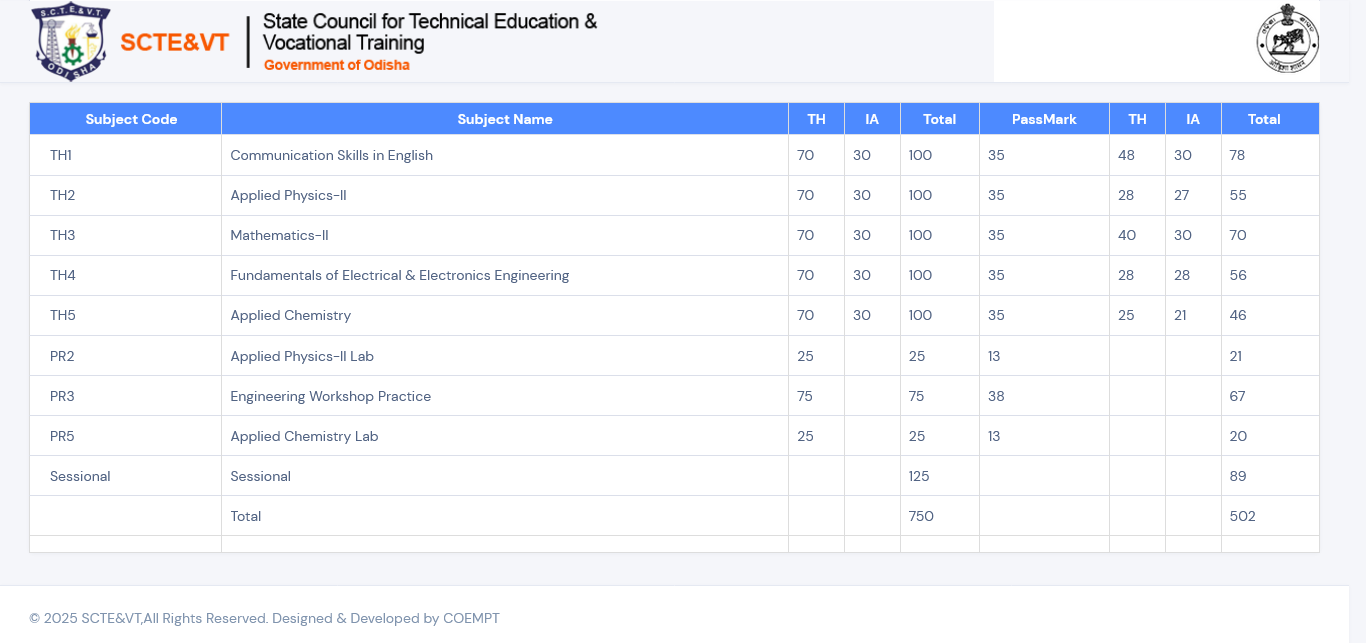 S.C.T.E.&V.T.
ODISHA
SCTE&VT
State Council for Technical Education &
Vocational Training
Government of Odisha
Subject Code Subject Name TH IA Total PassMark TH IA Total
TH1 Communication Skills in English 70 30 100 35 48 30 78
TH2 Applied Physics-II 70 30 100 35 28 27 55
TH3 Mathematics-II 70 30 100 35 40 30 70
TH4 Fundamentals of Electrical & Electronics Engineering 70 30 100 35 28 28 56
TH5 Applied Chemistry 70 30 100 35 25 21 46
PR2 Applied Physics-II Lab 25 25 13 21
PR3 Engineering Workshop Practice 75 75 38 67
PR5 Applied Chemistry Lab 25 25 13 20
Sessional Sessional 125 89
Total 750 502
© 2025 SCTE&VT,All Rights Reserved. Designed & Developed by COEMPT